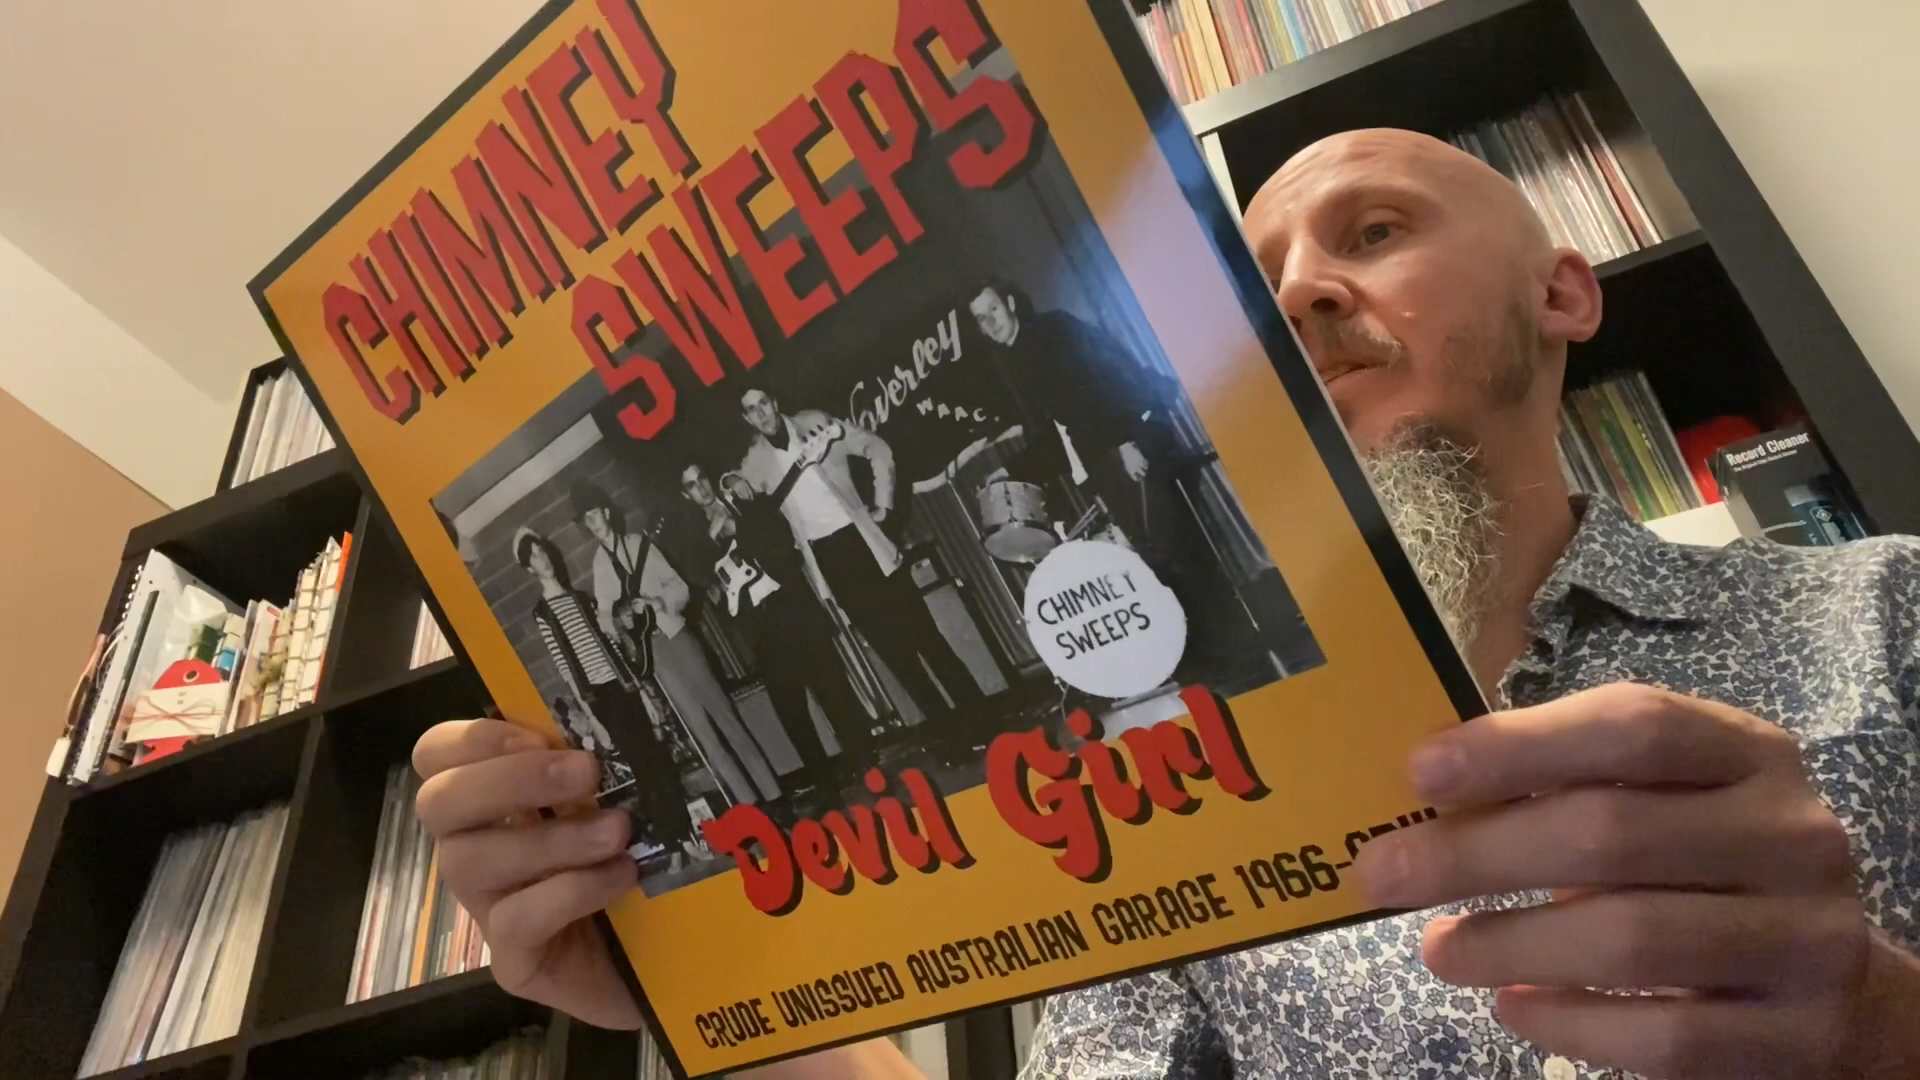 CHIMNEY
SWEEPS
Waverley
W.A.A.C.
CHIMNEY
SWEEPS
Devil Girl
CRUDE UNISSUED AUSTRALIAN GARAGE 1966-
Record Cleaner